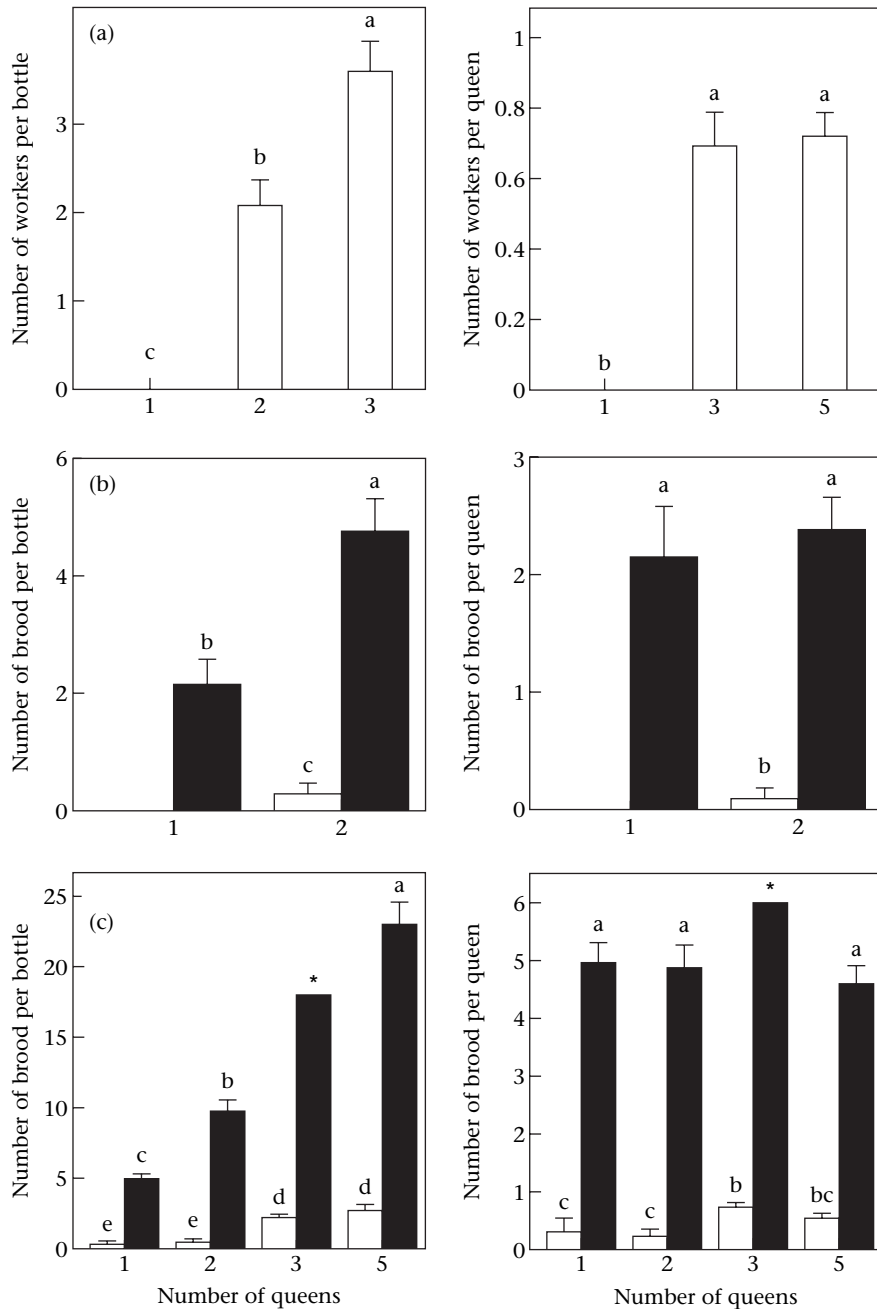 (a)
Number of workers per bottle
3
2
1
0
c
b
a
1 2 3
Number of workers per queen
1
0.8
0.6
0.4
0.2
0
b
a
a
1 3 5
(b)
Number of brood per bottle
6
4
2
0
b
c
a
1 2
Number of brood per queen
3
2
1
0
a
b
a
1 2
(c)
Number of brood per bottle
25
20
15
10
5
0
e
c
e
b
d
*
d
a
1 2 3 5
Number of queens
Number of brood per queen
6
5
4
3
2
1
0
c
a
c
a
b
*
bc
a
1 2 3 5
Number of queens